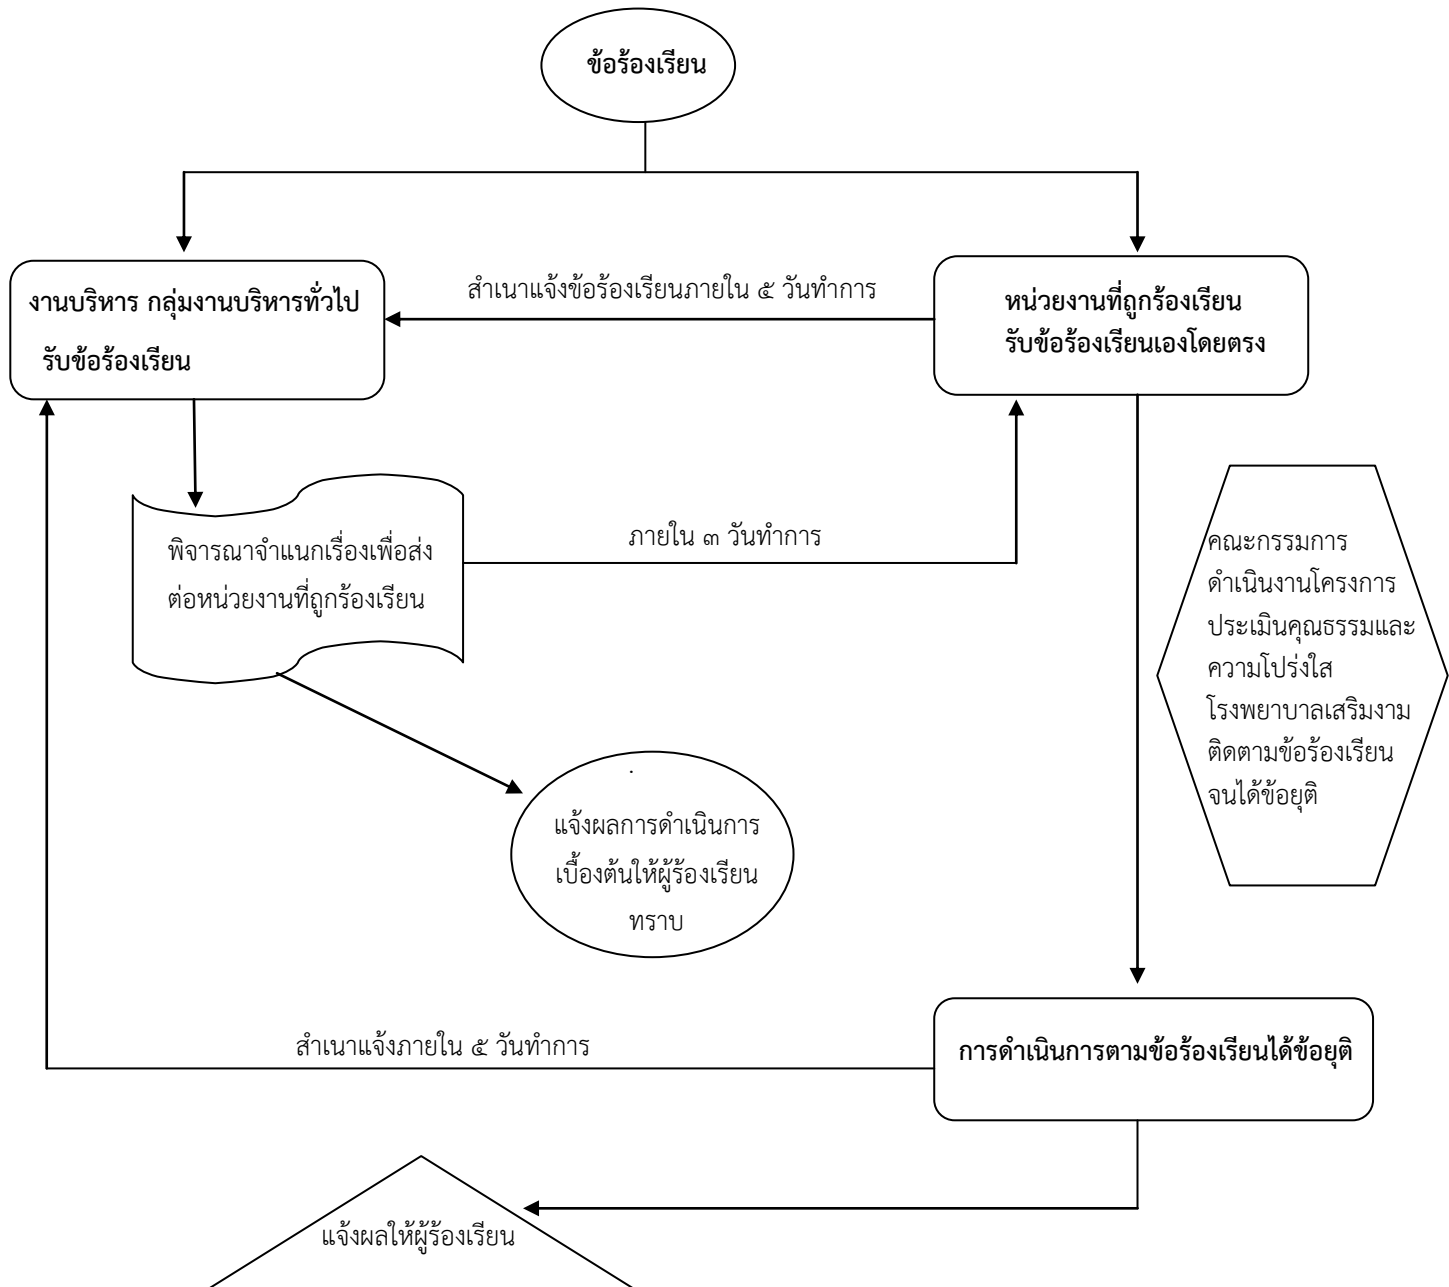 ข้อร้องเรียน
งานบริหาร กลุ่มงานบริหารทั่วไป
รับข้อร้องเรียน
สำเนาแจ้งข้อร้องเรียนภายใน ๕ วันทำการ
หน่วยงานที่ถูกร้องเรียน
รับข้อร้องเรียนเองโดยตรง
พิจารณาจำแนกเรื่องเพื่อส่ง
ต่อหน่วยงานที่ถูกร้องเรียน
ภายใน ๓ วันทำการ
คณะกรรมการ
ดำเนินงานโครงการ
ประเมินคุณธรรมและ
ความโปร่งใส
โรงพยาบาลเสริมงาม
ติดตามข้อร้องเรียน
จนได้ข้อยุติ
.
แจ้งผลการดำเนินการ
เบื้องต้นให้ผู้ร้องเรียน
ทราบ
สำเนาแจ้งภายใน ๕ วันทำการ
การดำเนินการตามข้อร้องเรียนได้ข้อยุติ
แจ้งผลให้ผู้ร้องเรียน